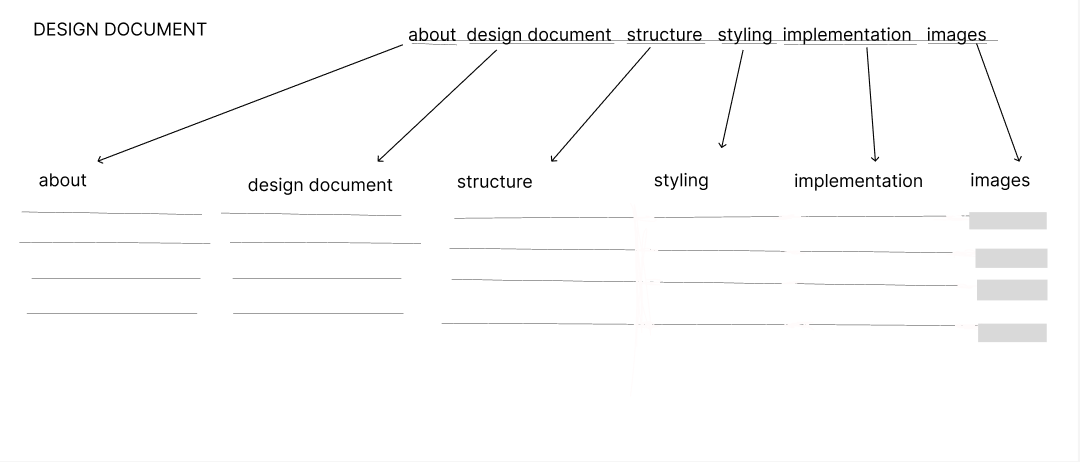 DESIGN DOCUMENT
about design document structure styling implementation images
about design document structure styling implementation images